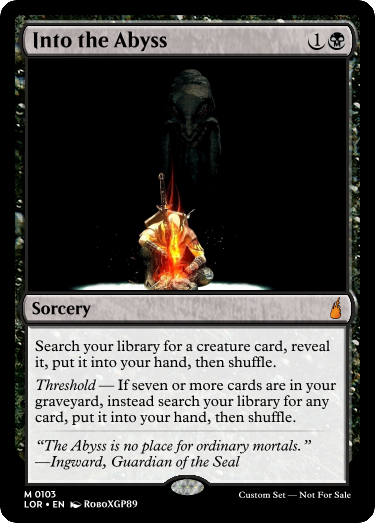 Into the Abyss 1
Sorcery
Search your library for a creature card, reveal
it, put it into your hand, then shuffle.
Threshold — If seven or more cards are in your
graveyard, instead search your library for any
card, put it into your hand, then shuffle.
“The Abyss is no place for ordinary mortals.”
—Ingward, Guardian of the Seal
M 0103
LOR • EN RoboXGP89 Custom Set — Not For Sale